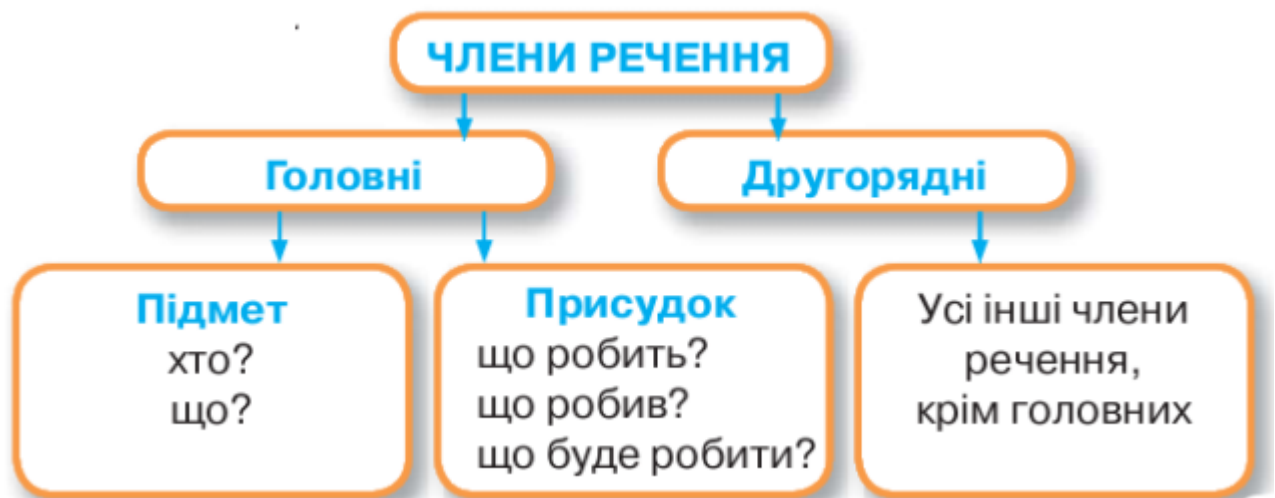 ЧЛЕНИ РЕЧЕННЯ
Головні
Другорядні
Підмет
хто?
що?
Присудок
що робить?
що робив?
що буде робити?
Усі інші члени
речення,
крім головних